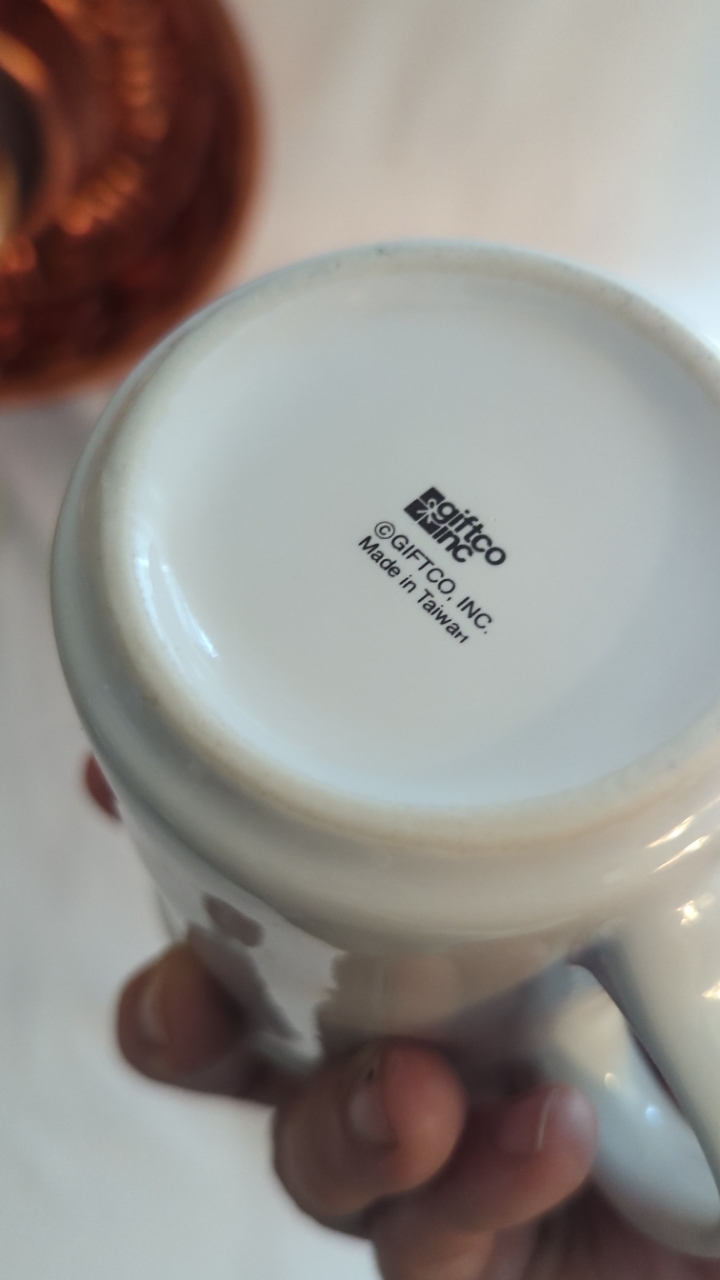 giftco
inc
©GIFTCO, INC.
Made in Taiwan